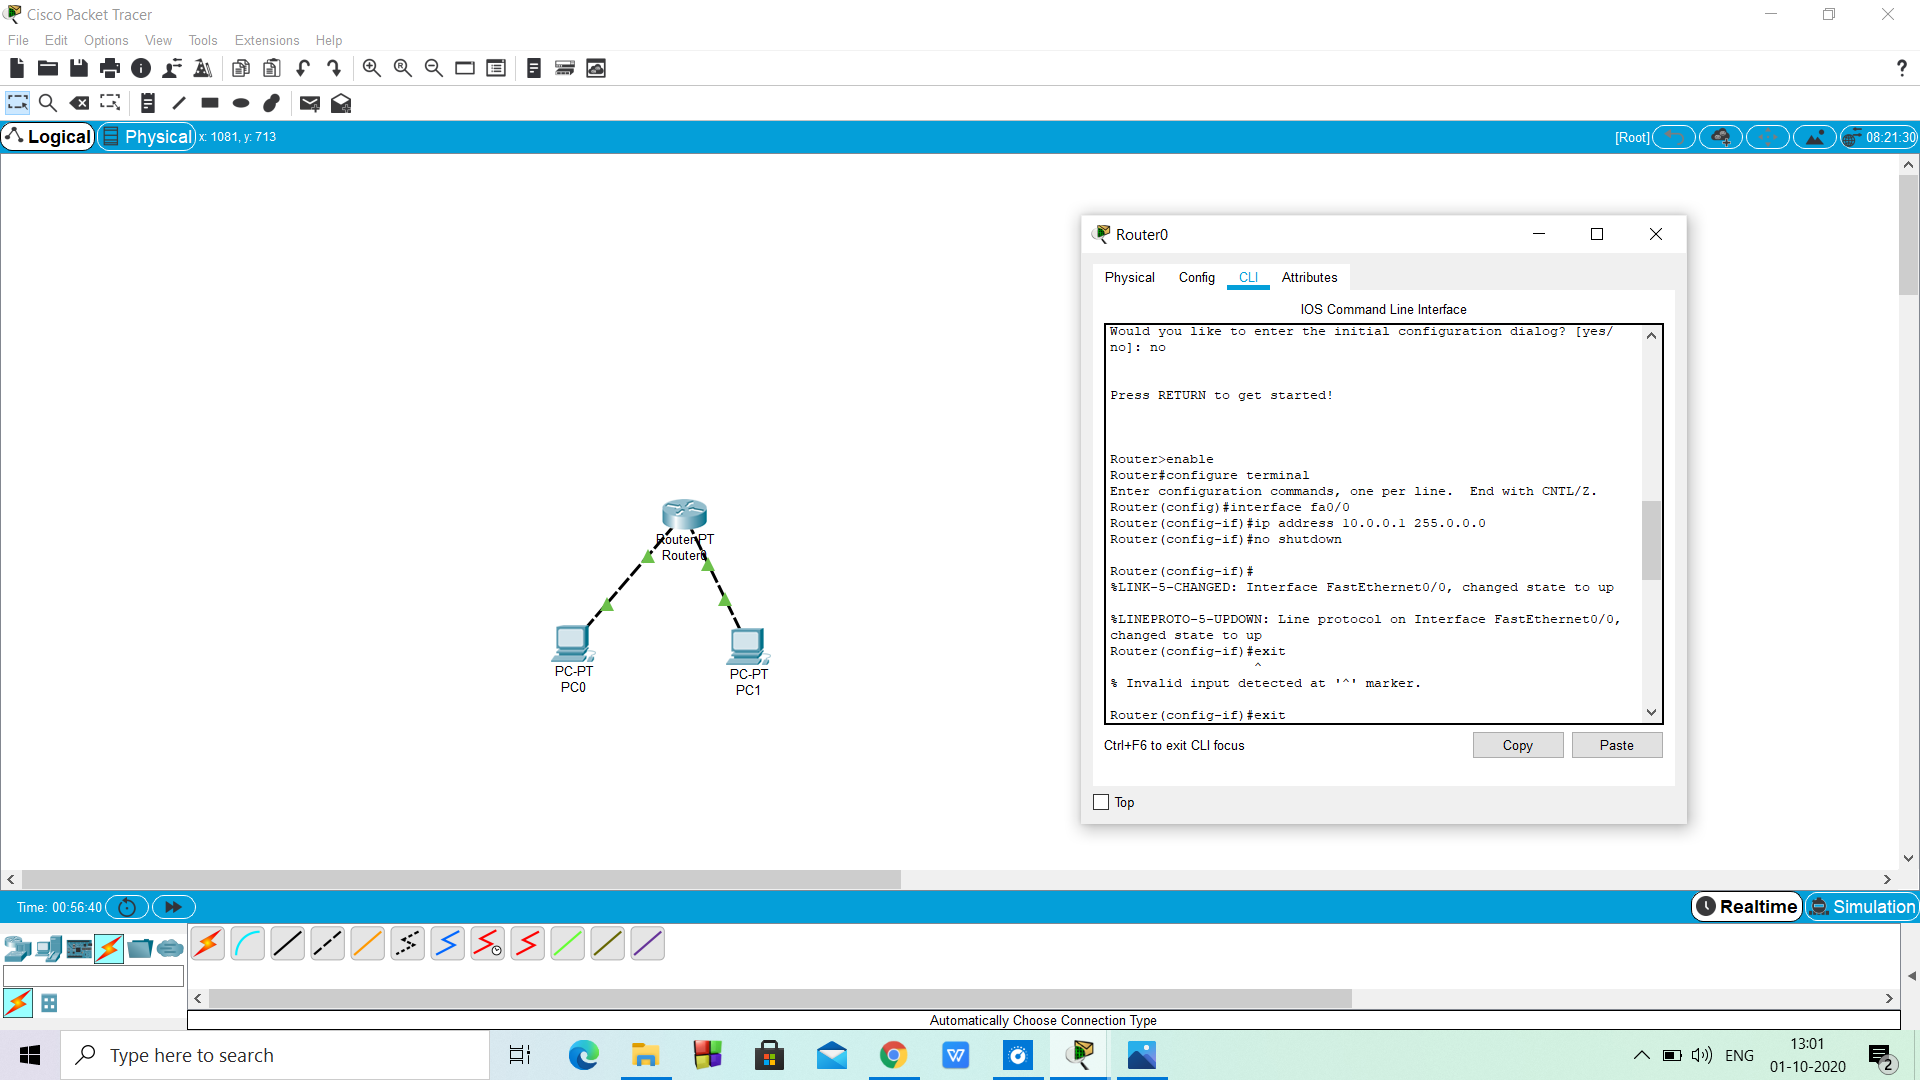 Cisco Packet Tracer
File Edit Options View Tools Extensions Help
?
Logical Physical x: 1081, y: 713 [Root] 08:21:30
Router-PT
Router0
PC-PT
PC0
PC-PT
PC1
Router0
Physical Config CLI Attributes
IOS Command Line Interface
Would you like to enter the initial configuration dialog? [yes/
no]: no
Press RETURN to get started!
Router>enable
Router#configure terminal
Enter configuration commands, one per line.  End with CNTL/Z.
Router(config)#interface fa0/0
Router(config-if)#ip address 10.0.0.1 255.0.0.0
Router(config-if)#no shutdown
Router(config-if)#
%LINK-5-CHANGED: Interface FastEthernet0/0, changed state to up
%LINEPROTO-5-UPDOWN: Line protocol on Interface FastEthernet0/0,
changed state to up
Router(config-if)#exit
^
% Invalid input detected at '^' marker.
Router(config-if)#exit
Ctrl+F6 to exit CLI focus Copy Paste
Top
Time: 00:56:40 Realtime Simulation
Automatically Choose Connection Type
Type here to search
ENG
13:01
01-10-2020
2